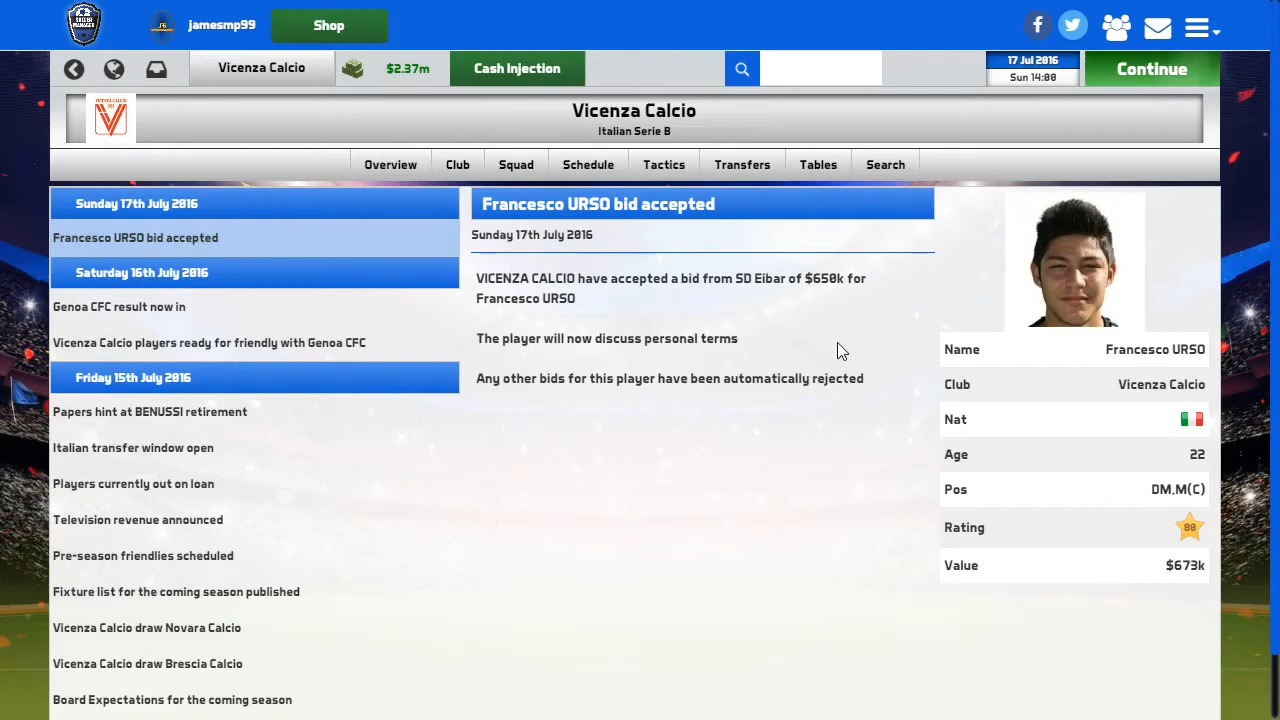 SOCCER MANAGER
jamesmp99
Shop
Vicenza Calcio
$2.37m
Cash Injection
17 Jul 2016
Sun 14:00
Continue
Vicenza Calcio
Italian Serie B
Overview
Club
Squad
Schedule
Tactics
Transfers
Tables
Search
Sunday 17th July 2016
Francesco URSO bid accepted
Saturday 16th July 2016
Genoa CFC result now in
Vicenza Calcio players ready for friendly with Genoa CFC
Friday 15th July 2016
Papers hint at BENUSSI retirement
Italian transfer window open
Players currently out on loan
Television revenue announced
Pre-season friendlies scheduled
Fixture list for the coming season published
Vicenza Calcio draw Novara Calcio
Vicenza Calcio draw Brescia Calcio
Board Expectations for the coming season
Francesco URSO bid accepted
Sunday 17th July 2016
VICENZA CALCIO have accepted a bid from SD Eibar of $650k for
Francesco URSO
The player will now discuss personal terms
Any other bids for this player have been automatically rejected
Name Francesco URSO
Club Vicenza Calcio
Nat
Age 22
Pos DM,M(C)
Rating 80
Value $673k